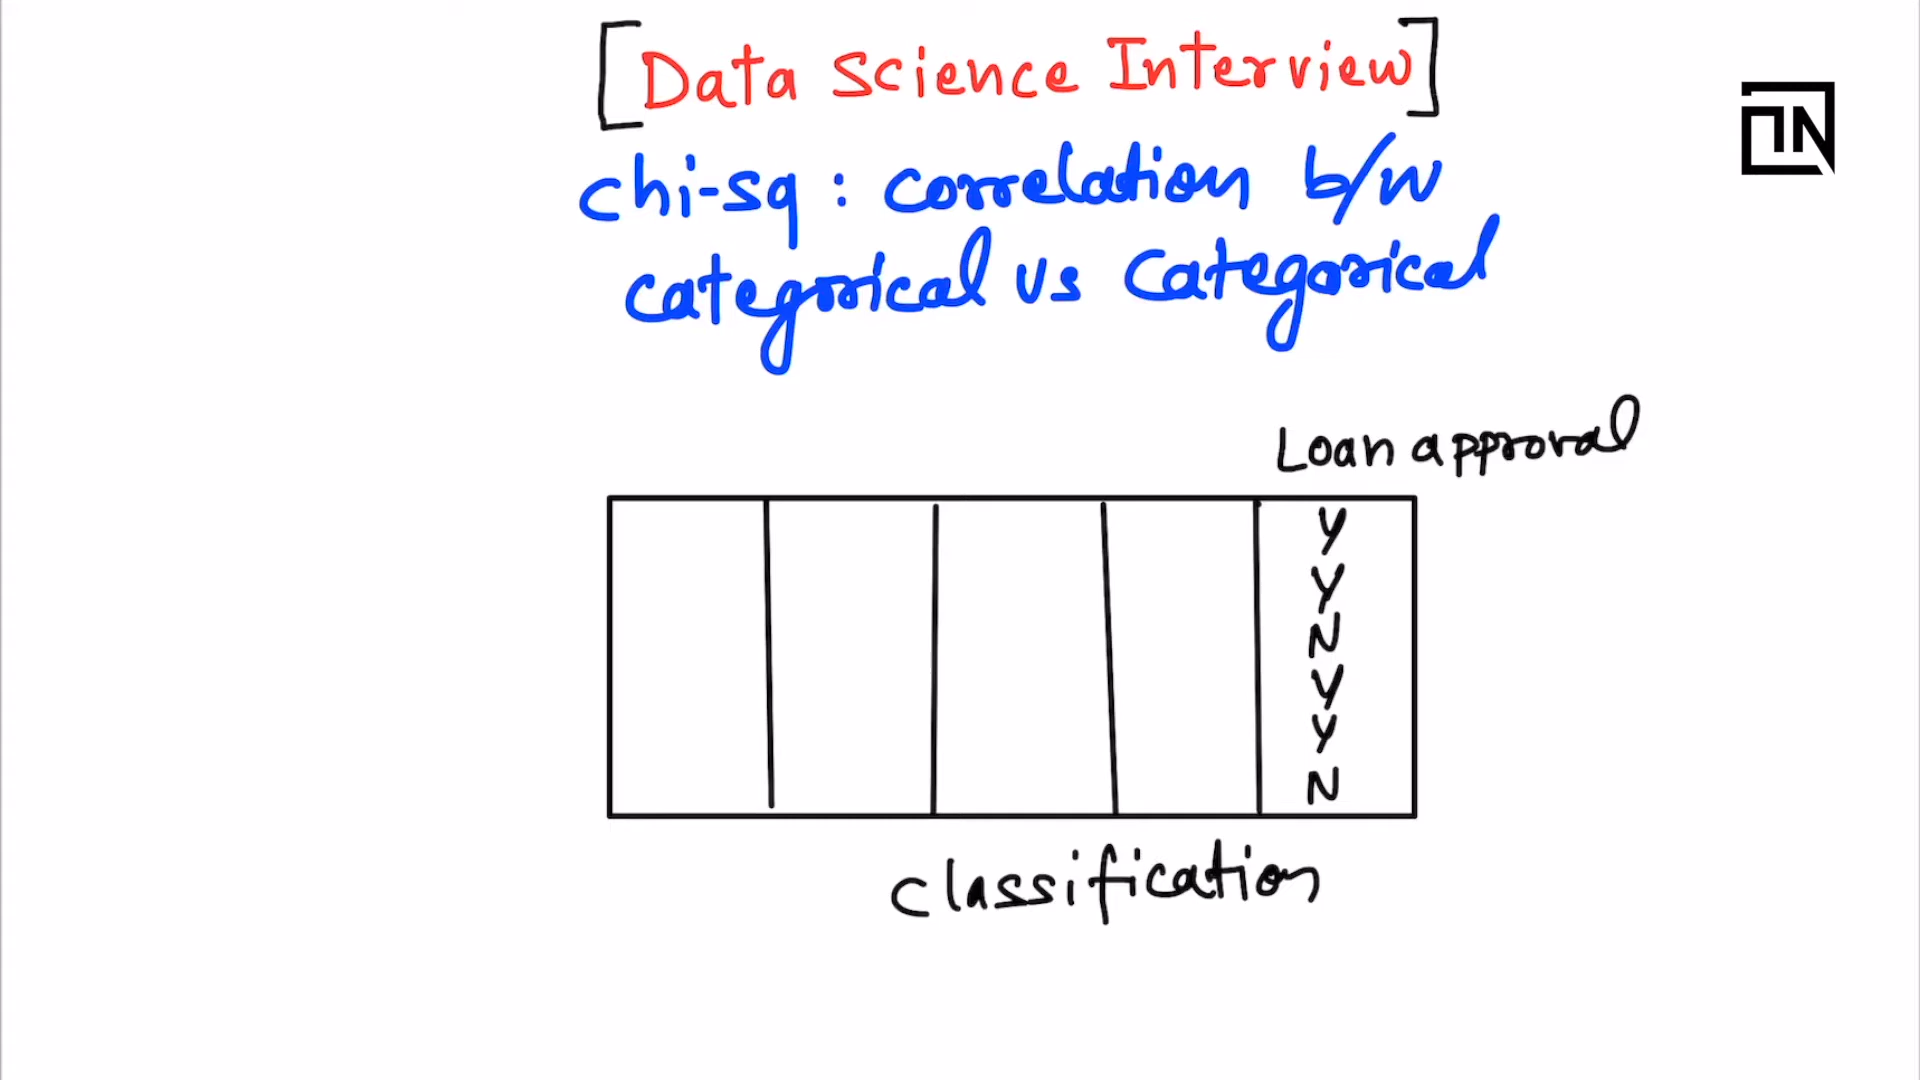 [Data Science Interview]
chi-sq : correlation b/w
categorical vs Categorical
Loan approval
Y
Y
N
Y
Y
N
classification